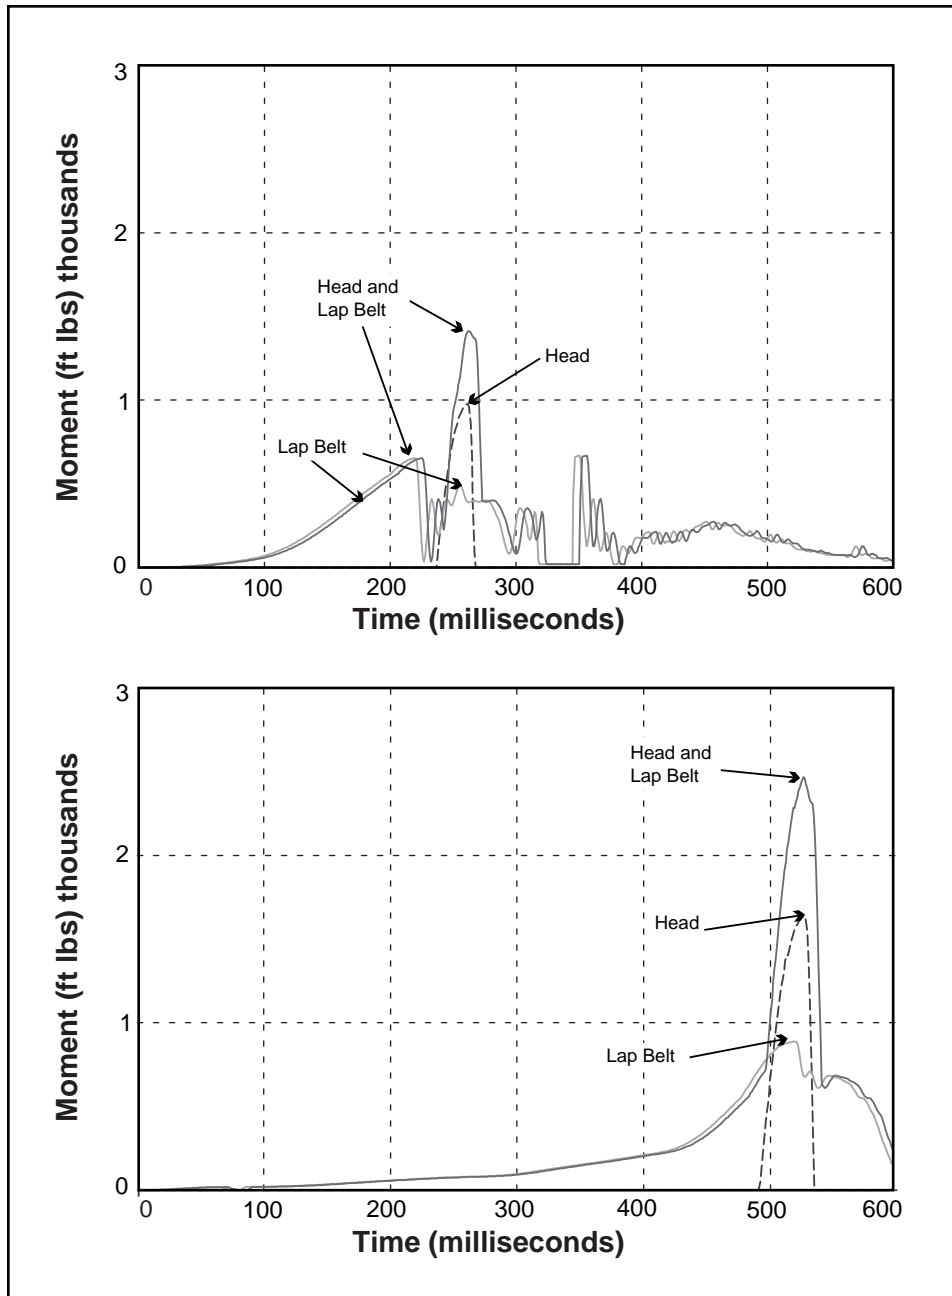 3
2
1
0
Moment (ft lbs) thousands
Head and
Lap Belt
Head
Lap Belt
0 100 200 300 400 500 600
Time (milliseconds)
3
2
1
0
Moment (ft lbs) thousands
Head and
Lap Belt
Head
Lap Belt
0 100 200 300 400 500 600
Time (milliseconds)